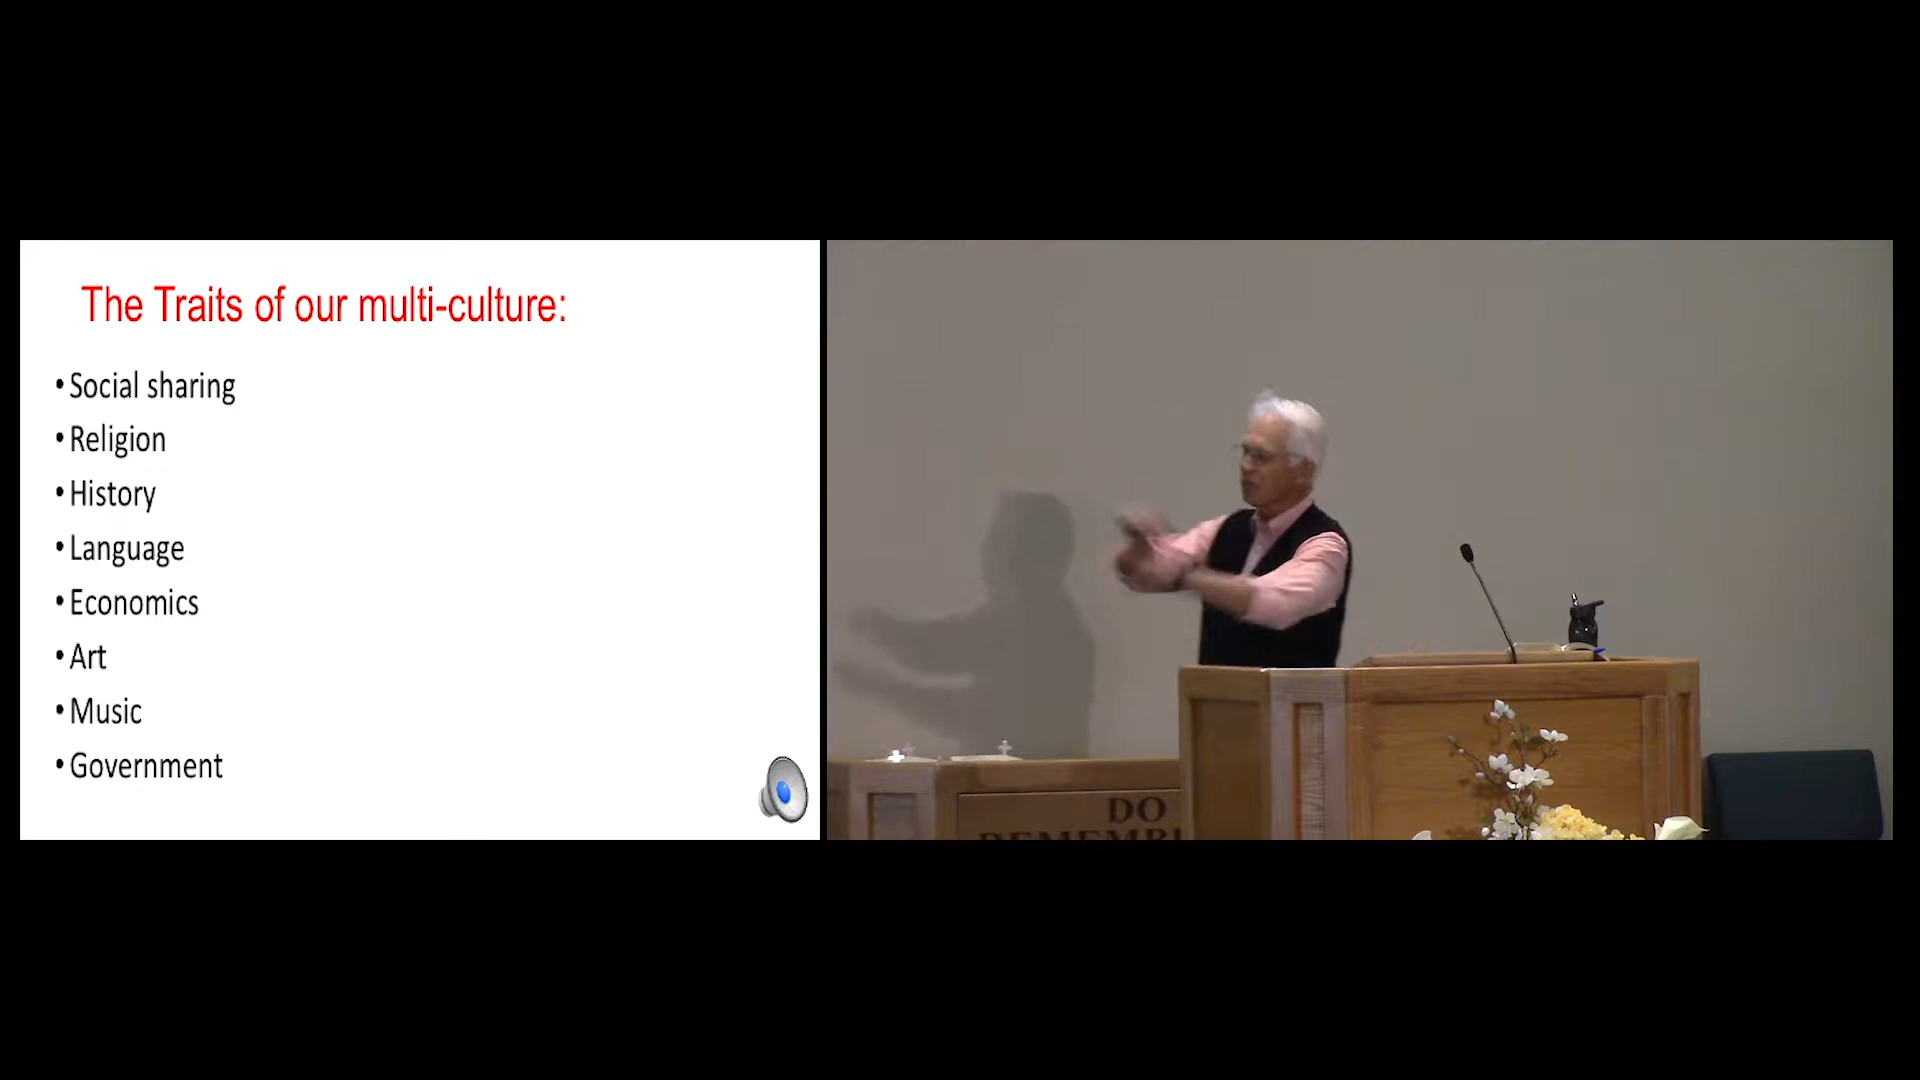 The Traits of our multi-culture:
• Social sharing
• Religion
• History
• Language
• Economics
• Art
• Music
• Government
DO